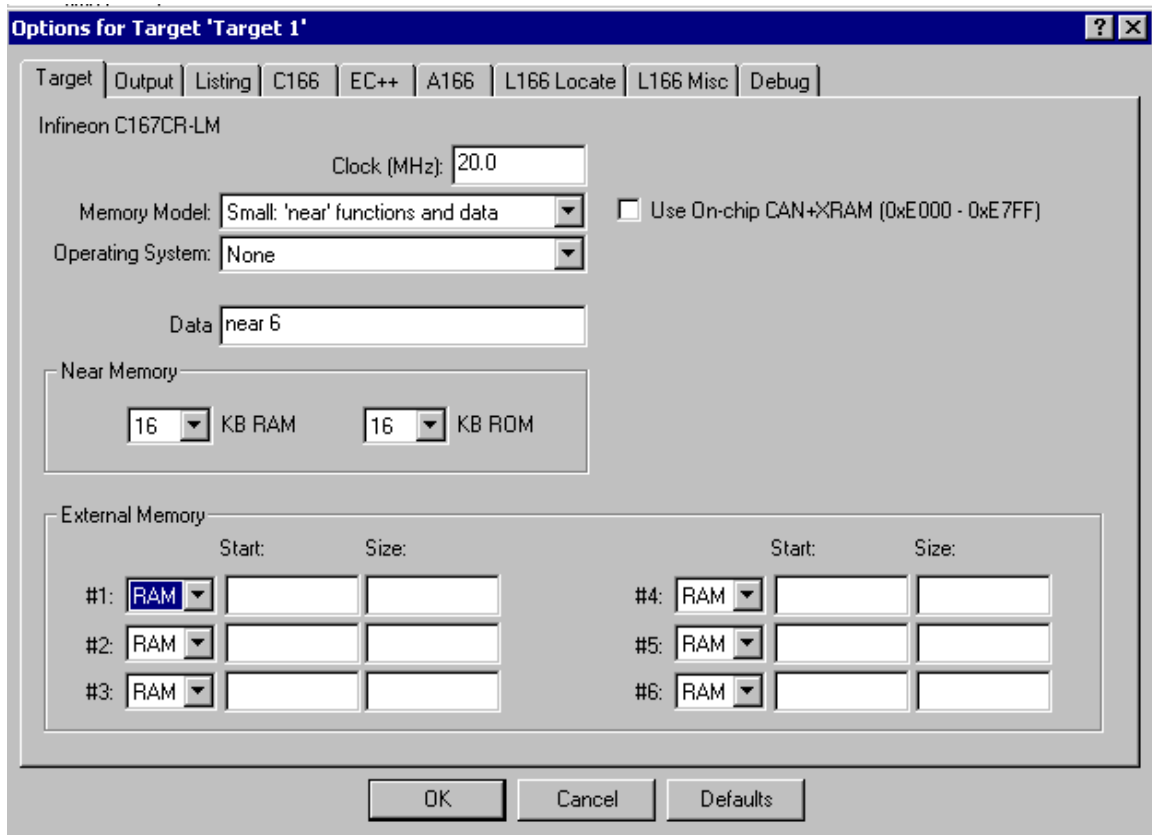 Options for Target 'Target 1'
Target Output Listing C166 EC++ A166 L166 Locate L166 Misc Debug
Infineon C167CR-LM
Clock (MHz): 20.0
Memory Model: Small: 'near' functions and data
Use On-chip CAN+XRAM (0xE000 - 0xE7FF)
Operating System: None
Data near 6
Near Memory
16 KB RAM 16 KB ROM
External Memory
Start: Size: Start: Size:
#1: RAM #4: RAM
#2: RAM #5: RAM
#3: RAM #6: RAM
OK Cancel Defaults